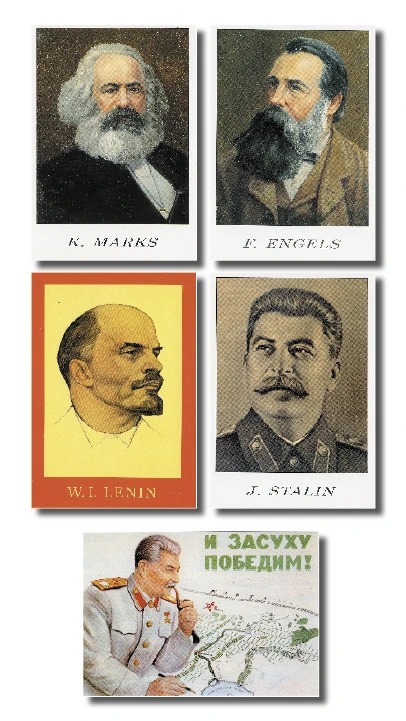 K. MARKS
F. ENGELS
W. I. LENIN
J. STALIN
И ЗАСУХУ
ПОБЕДИМ!